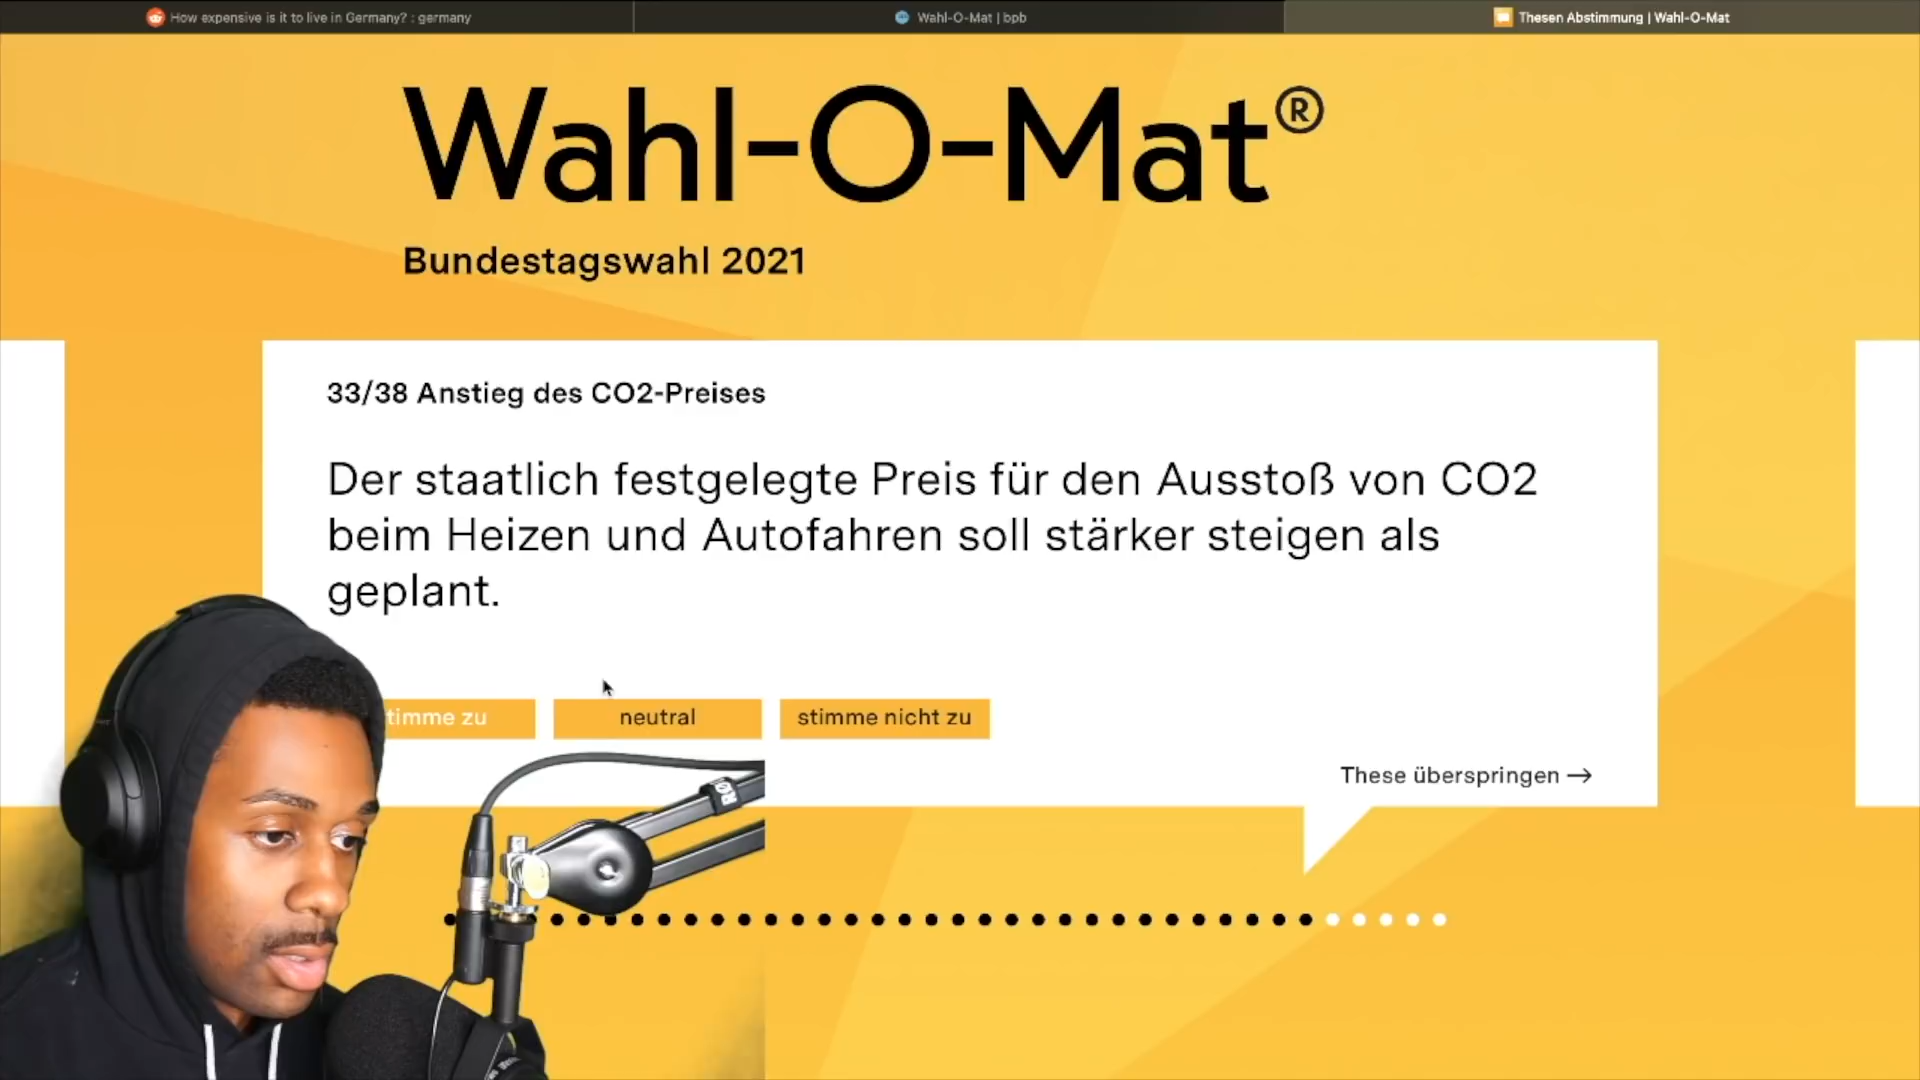 How expensive is it to live in Germany? : germany
Wahl-O-Mat | bpb
Thesen Abstimmung | Wahl-O-Mat
Wahl-O-Mat®
Bundestagswahl 2021
33/38 Anstieg des CO2-Preises
Der staatlich festgelegte Preis für den Ausstoß von CO2
beim Heizen und Autofahren soll stärker steigen als
geplant.
timme zu
neutral
stimme nicht zu
These überspringen →